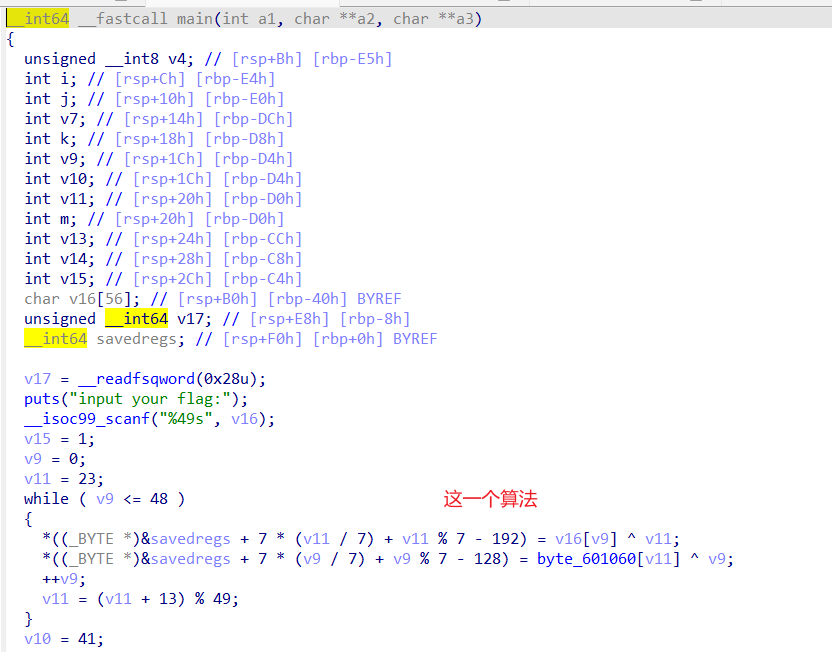 __int64 __fastcall main(int a1, char **a2, char **a3)
{
  unsigned __int8 v4; // [rsp+Bh] [rbp-E5h]
  int i; // [rsp+Ch] [rbp-E4h]
  int j; // [rsp+10h] [rbp-E0h]
  int v7; // [rsp+14h] [rbp-DCh]
  int k; // [rsp+18h] [rbp-D8h]
  int v9; // [rsp+1Ch] [rbp-D4h]
  int v10; // [rsp+1Ch] [rbp-D4h]
  int v11; // [rsp+20h] [rbp-D0h]
  int m; // [rsp+20h] [rbp-D0h]
  int v13; // [rsp+24h] [rbp-CCh]
  int v14; // [rsp+28h] [rbp-C8h]
  int v15; // [rsp+2Ch] [rbp-C4h]
  char v16[56]; // [rsp+B0h] [rbp-40h] BYREF
  unsigned __int64 v17; // [rsp+E8h] [rbp-8h]
  __int64 savedregs; // [rsp+F0h] [rbp+0h] BYREF

  v17 = __readfsqword(0x28u);
  puts("input your flag:");
  __isoc99_scanf("%49s", v16);
  v15 = 1;
  v9 = 0;
  v11 = 23;
  while ( v9 <= 48 ) 这一个算法
  {
    *((_BYTE *)&savedregs + 7 * (v11 / 7) + v11 % 7 - 192) = v16[v9] ^ v11;
    *((_BYTE *)&savedregs + 7 * (v9 / 7) + v9 % 7 - 128) = byte_601060[v11] ^ v9;
    ++v9;
    v11 = (v11 + 13) % 49;
  }
  v10 = 41;